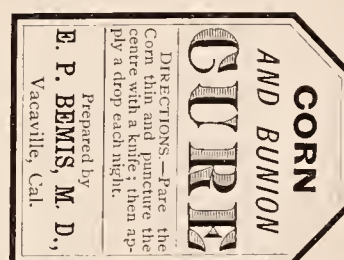 CORN
AND BUNION
CURE
DIRECTIONS.—Pare the
Corn thin and puncture the
centre with a knife; then ap-
ply a drop each night.
Prepared by
E. P. BEMIS, M. D.,
Vacaville, Cal.